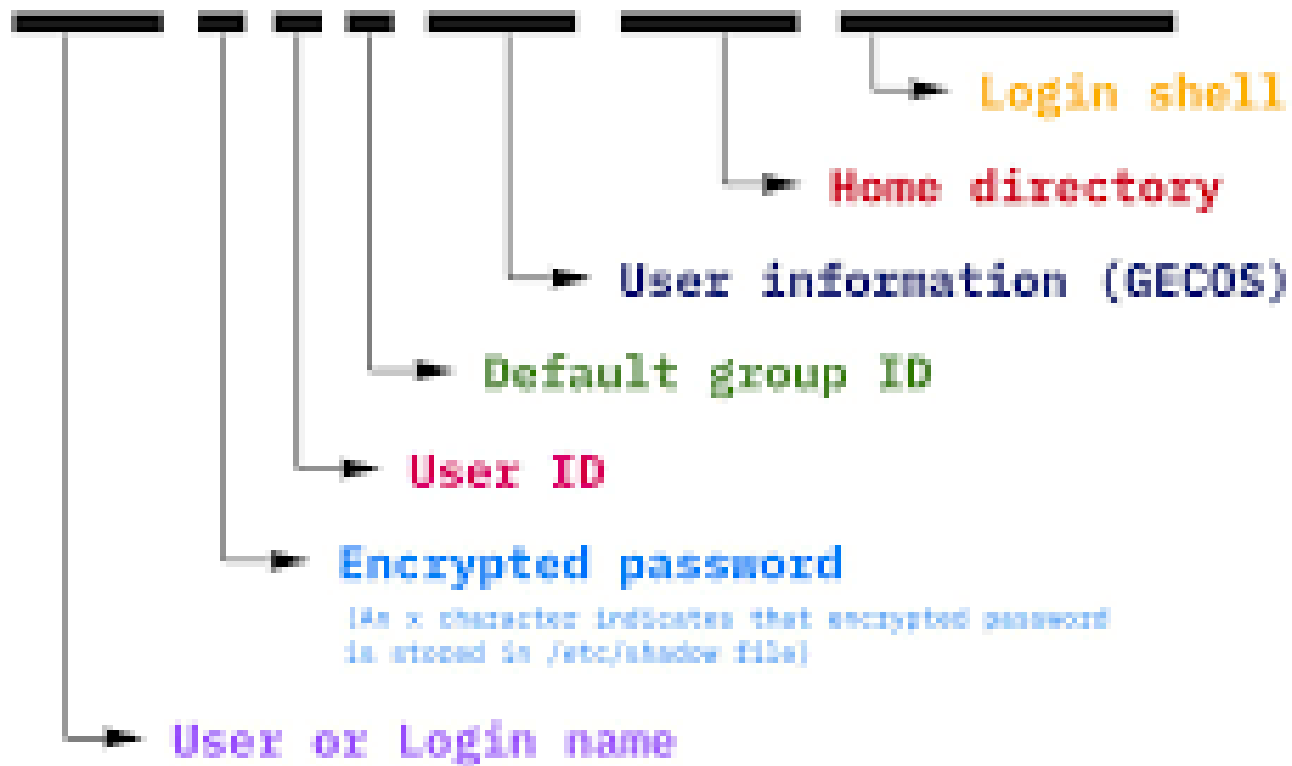 Login shell
Home directory
User information (GECOS)
Default group ID
User ID
Encrypted password
(An x character indicates that encrypted password
is stored in /etc/shadow file)
User or Login name